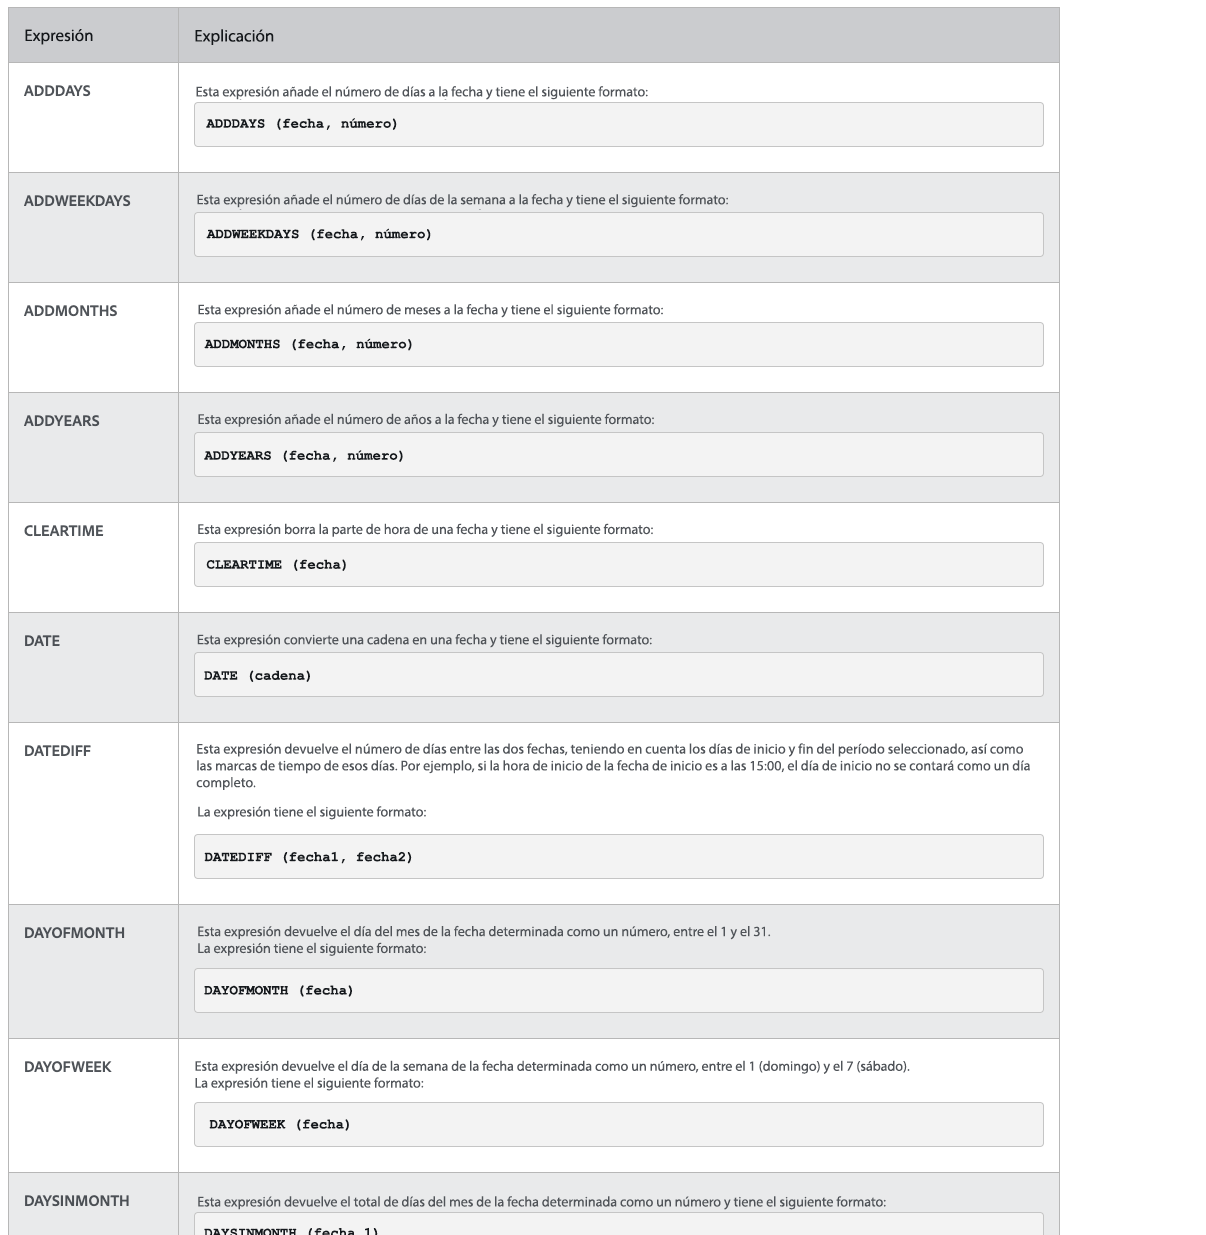 Expresión
Explicación
ADDDAYS
Esta expresión añade el número de días a la fecha y tiene el siguiente formato:
ADDDAYS (fecha, número)
ADDWEEKDAYS
Esta expresión añade el número de días de la semana a la fecha y tiene el siguiente formato:
ADDWEEKDAYS (fecha, número)
ADDMONTHS
Esta expresión añade el número de meses a la fecha y tiene el siguiente formato:
ADDMONTHS (fecha, número)
ADDYEARS
Esta expresión añade el número de años a la fecha y tiene el siguiente formato:
ADDYEARS (fecha, número)
CLEARTIME
Esta expresión borra la parte de hora de una fecha y tiene el siguiente formato:
CLEARTIME (fecha)
DATE
Esta expresión convierte una cadena en una fecha y tiene el siguiente formato:
DATE (cadena)
DATEDIFF
Esta expresión devuelve el número de días entre las dos fechas, teniendo en cuenta los días de inicio y fin del período seleccionado, así como
las marcas de tiempo de esos días. Por ejemplo, si la hora de inicio de la fecha de inicio es a las 15:00, el día de inicio no se contará como un día
completo.
La expresión tiene el siguiente formato:
DATEDIFF (fecha1, fecha2)
DAYOFMONTH
Esta expresión devuelve el día del mes de la fecha determinada como un número, entre el 1 y el 31.
La expresión tiene el siguiente formato:
DAYOFMONTH (fecha)
DAYOFWEEK
Esta expresión devuelve el día de la semana de la fecha determinada como un número, entre el 1 (domingo) y el 7 (sábado).
La expresión tiene el siguiente formato:
DAYOFWEEK (fecha)
DAYSINMONTH
Esta expresión devuelve el total de días del mes de la fecha determinada como un número y tiene el siguiente formato:
DAYSINMONTH (fecha 1)